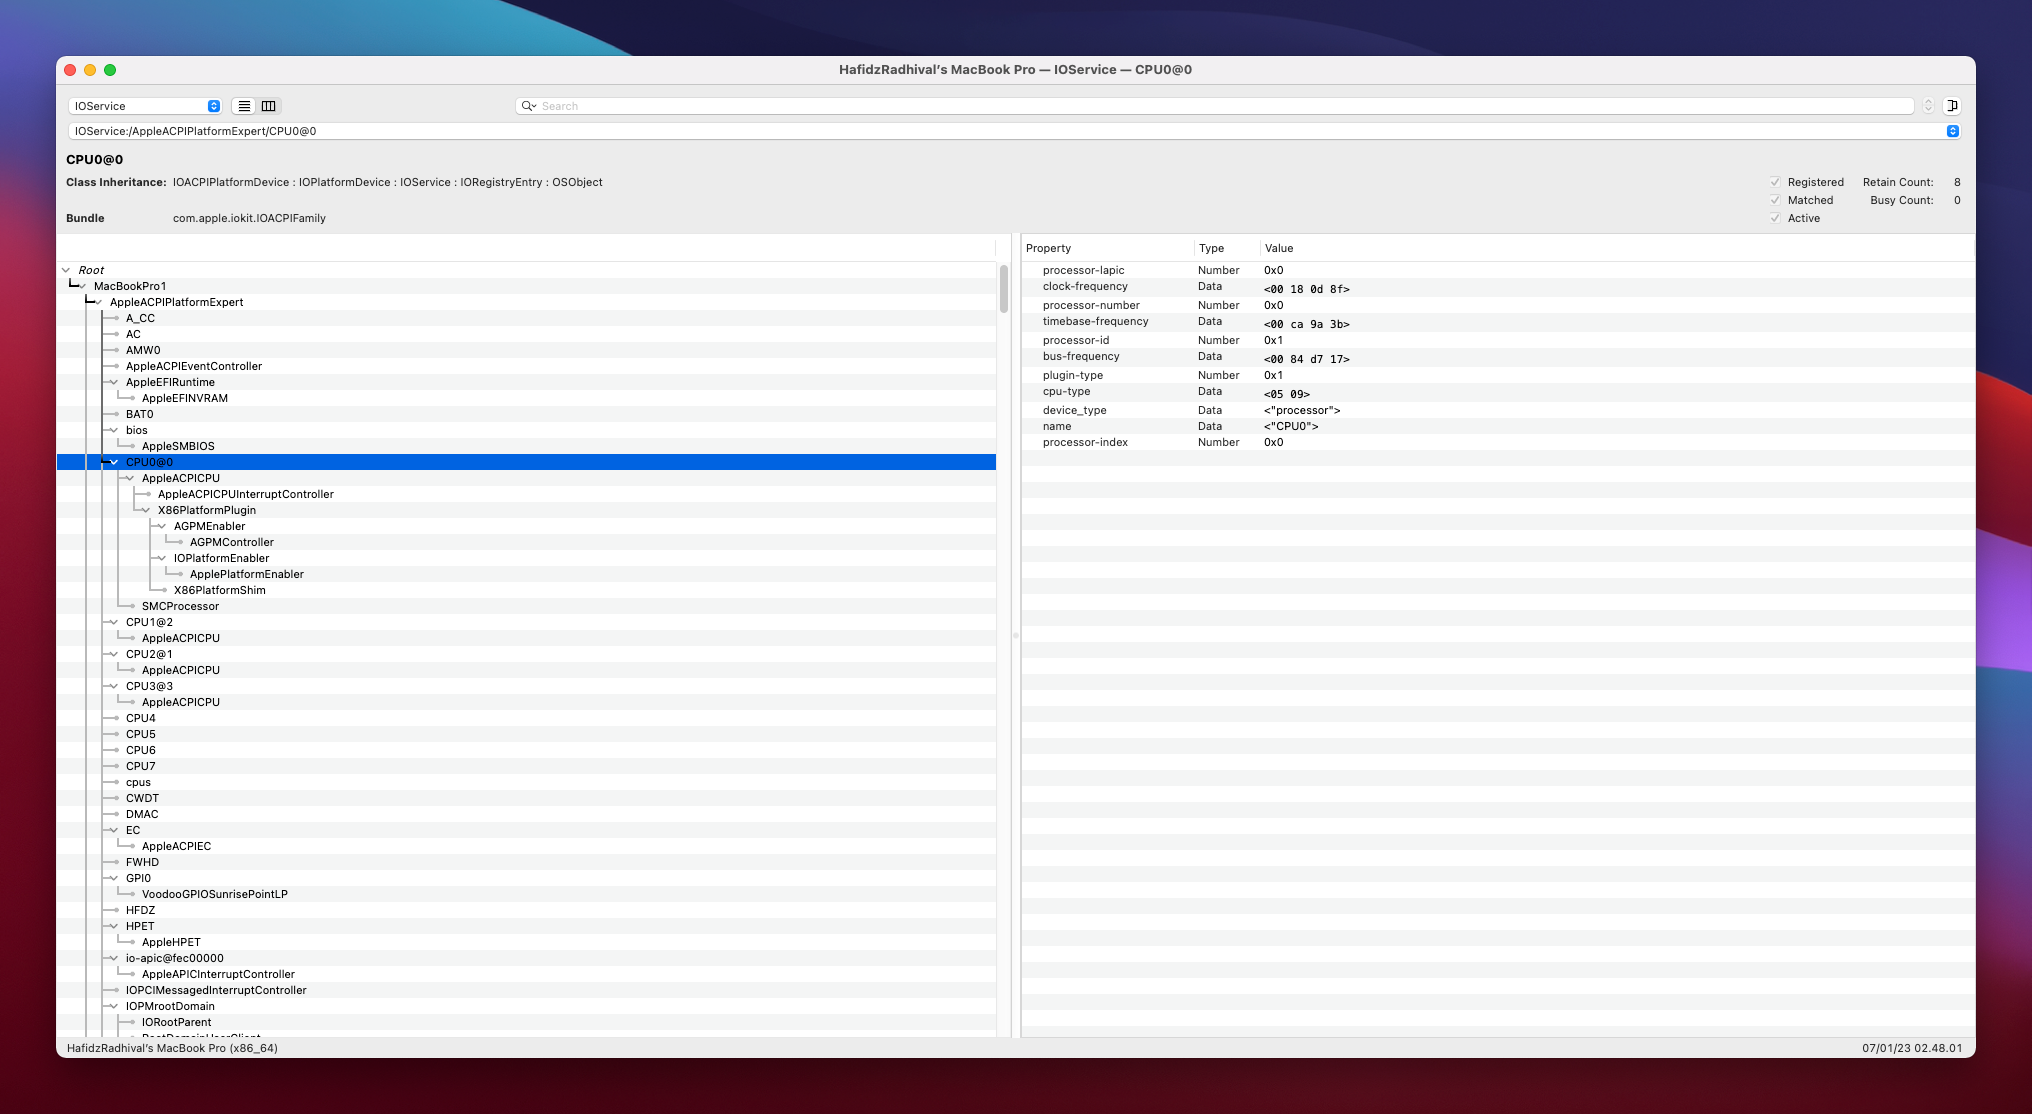 HafidzRadhival's MacBook Pro — IOService — CPU0@0
IOService
Search
IOService:/AppleACPIPlatformExpert/CPU0@0
CPU0@0
Class Inheritance: IOACPIPlatformDevice : IOPlatformDevice : IOService : IORegistryEntry : OSObject
Registered Retain Count: 8
Matched Busy Count: 0
Bundle com.apple.iokit.IOACPIFamily
Active
Root
MacBookPro1
AppleACPIPlatformExpert
A_CC
AC
AMW0
AppleACPIEventController
AppleEFIRuntime
AppleEFINVRAM
BAT0
bios
AppleSMBIOS
CPU0@0
AppleACPICPU
AppleACPICPUInterruptController
X86PlatformPlugin
AGPMEnabler
AGPMController
IOPlatformEnabler
ApplePlatformEnabler
X86PlatformShim
SMCProcessor
CPU1@2
AppleACPICPU
CPU2@1
AppleACPICPU
CPU3@3
AppleACPICPU
CPU4
CPU5
CPU6
CPU7
cpus
CWDT
DMAC
EC
AppleACPIEC
FWHD
GPI0
VoodooGPIOSunrisePointLP
HFDZ
HPET
AppleHPET
io-apic@fec00000
AppleAPICInterruptController
IOPCIMessagedInterruptController
IOPMrootDomain
IORootParent
RootDomainUserClient
Property Type Value
processor-lapic Number 0x0
clock-frequency Data <00 18 0d 8f>
processor-number Number 0x0
timebase-frequency Data <00 ca 9a 3b>
processor-id Number 0x1
bus-frequency Data <00 84 d7 17>
plugin-type Number 0x1
cpu-type Data <05 09>
device_type Data <"processor">
name Data <"CPU0">
processor-index Number 0x0
HafidzRadhival's MacBook Pro (x86_64)
07/01/23 02.48.01